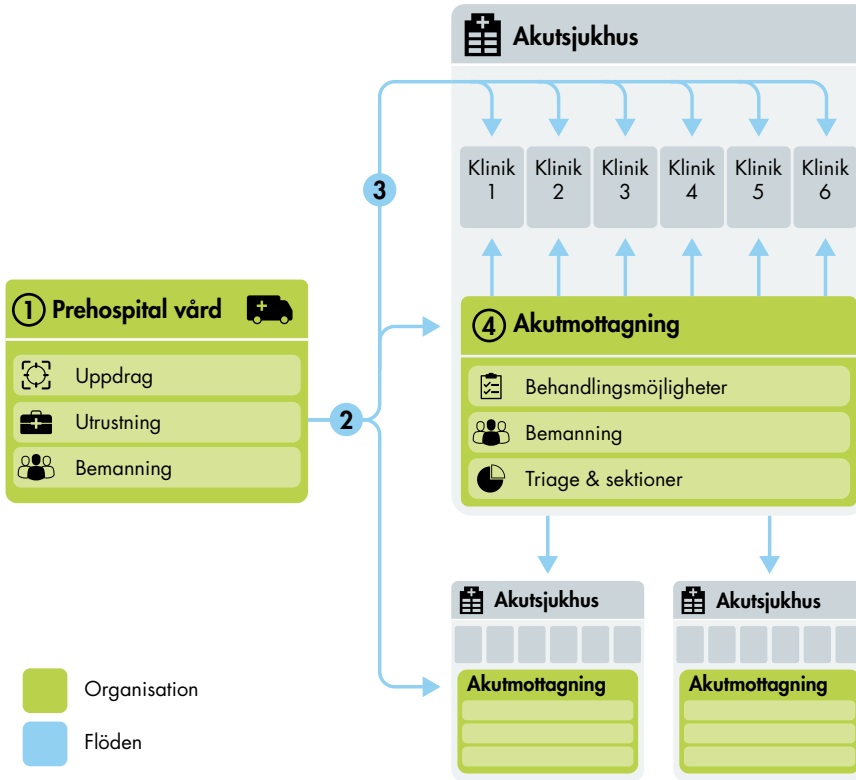 Akutsjukhus
3
Klinik
1
Klinik
2
Klinik
3
Klinik
4
Klinik
5
Klinik
6
1 Prehospital vård
Uppdrag
Utrustning
Bemanning
2
4 Akutmottagning
Behandlingsmöjligheter
Bemanning
Triage & sektioner
Akutsjukhus
Akutmottagning
Akutsjukhus
Akutmottagning
Organisation
Flöden